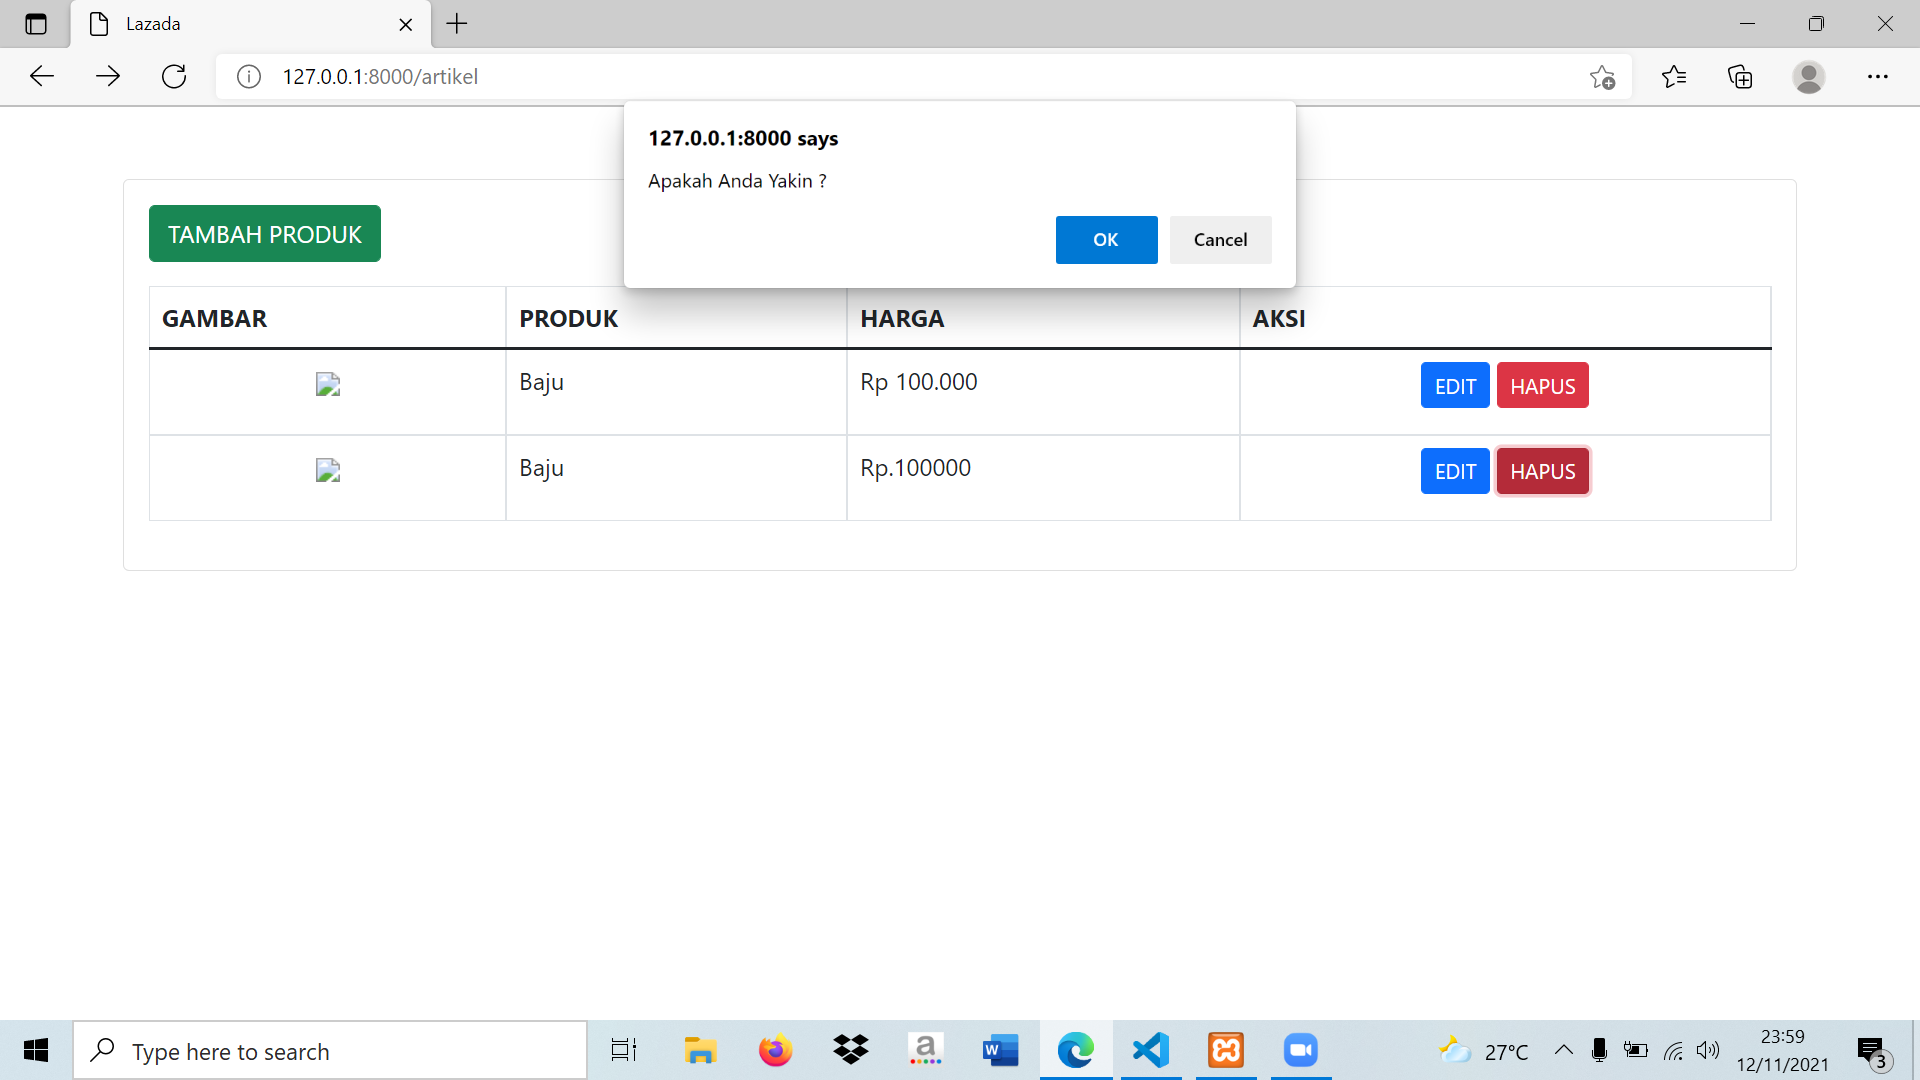 Lazada
127.0.0.1:8000/artikel
127.0.0.1:8000 says
Apakah Anda Yakin ?
OK
Cancel
TAMBAH PRODUK
GAMBAR PRODUK HARGA AKSI
Baju Rp 100.000 EDIT HAPUS
Baju Rp.100000 EDIT HAPUS
Type here to search
a
W
27°C
23:59
12/11/2021
3